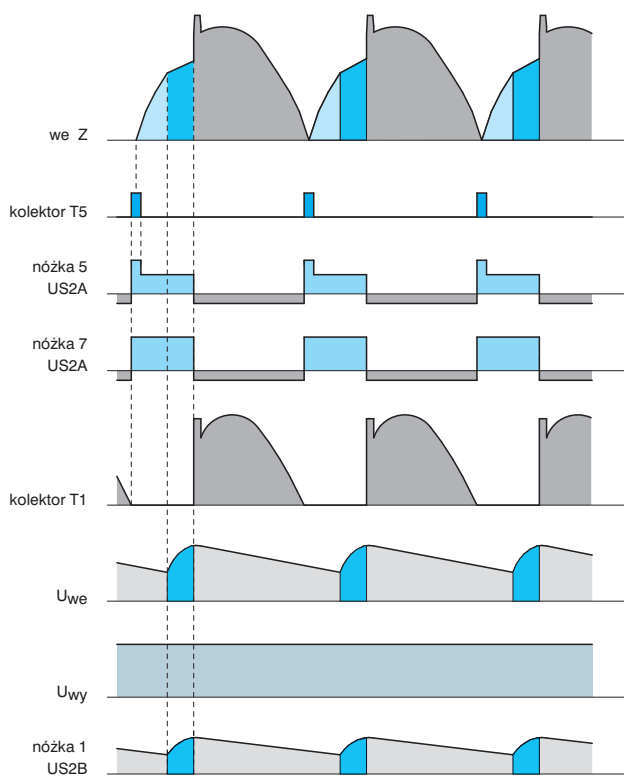 we Z
kolektor T5
nóżka 5
US2A
nóżka 7
US2A
kolektor T1
Uwe
Uwy
nóżka 1
US2B